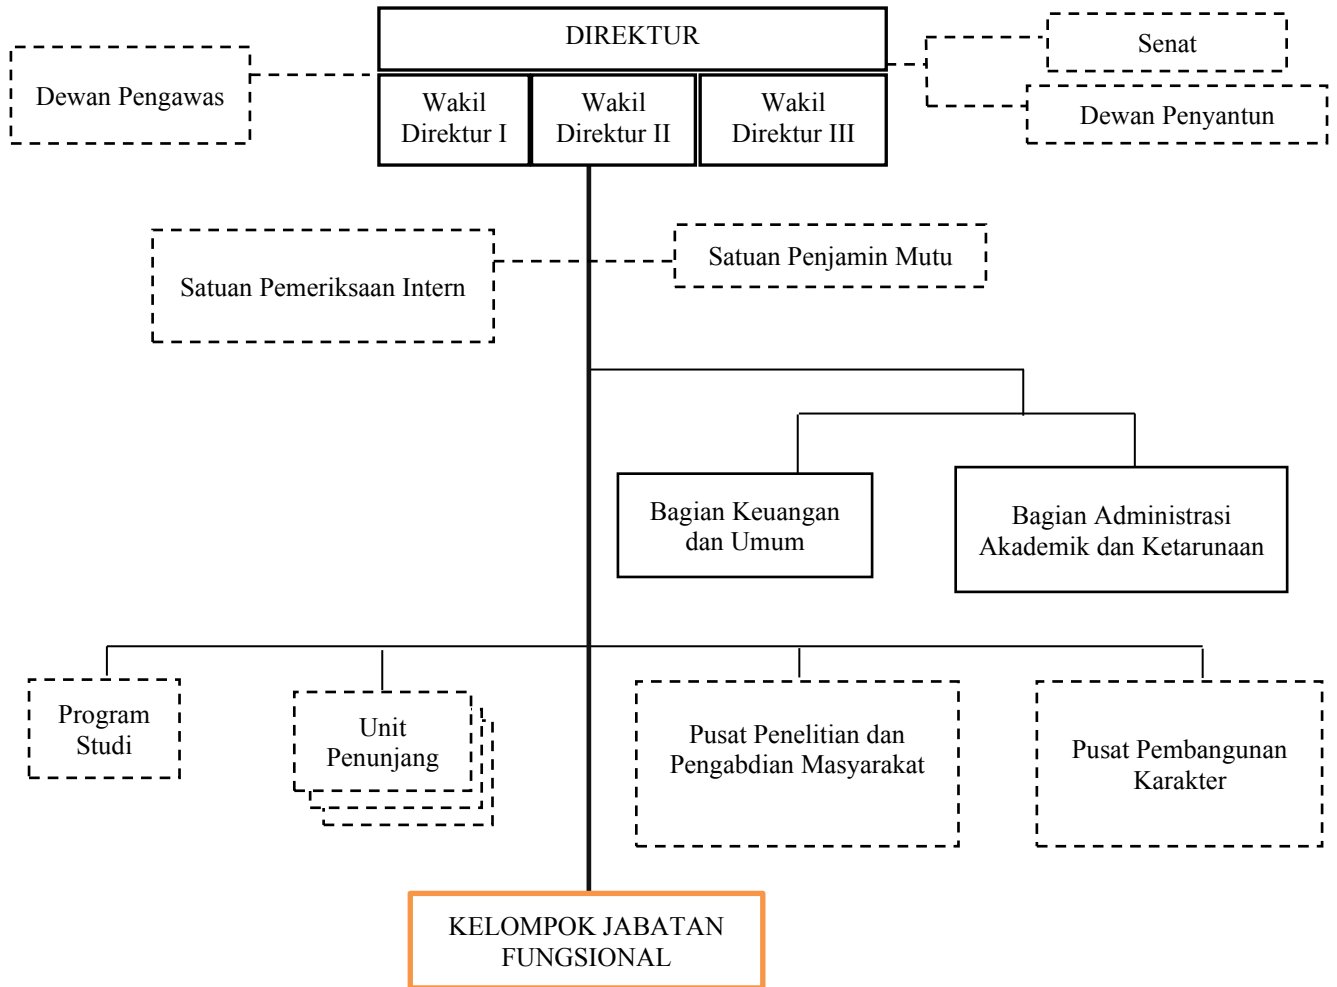 DIREKTUR
Senat
Dewan Pengawas
Wakil
Direktur I
Wakil
Direktur II
Wakil
Direktur III
Dewan Penyantun
Satuan Pemeriksaan Intern
Satuan Penjamin Mutu
Bagian Keuangan
dan Umum
Bagian Administrasi
Akademik dan Ketarunaan
Program
Studi
Unit
Penunjang
Pusat Penelitian dan
Pengabdian Masyarakat
Pusat Pembangunan
Karakter
KELOMPOK JABATAN
FUNGSIONAL